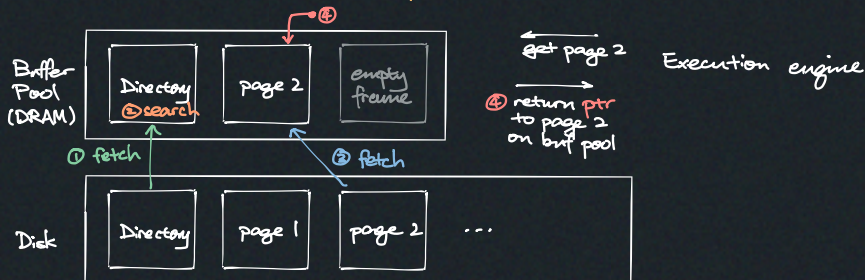 ④
Buffer
Pool
(DRAM)
Directory
② search
page 2
empty
frame
get page 2
④ return ptr
to page 2
on buf pool
Execution engine
① fetch
③ fetch
Disk
Directory
page 1
page 2
...